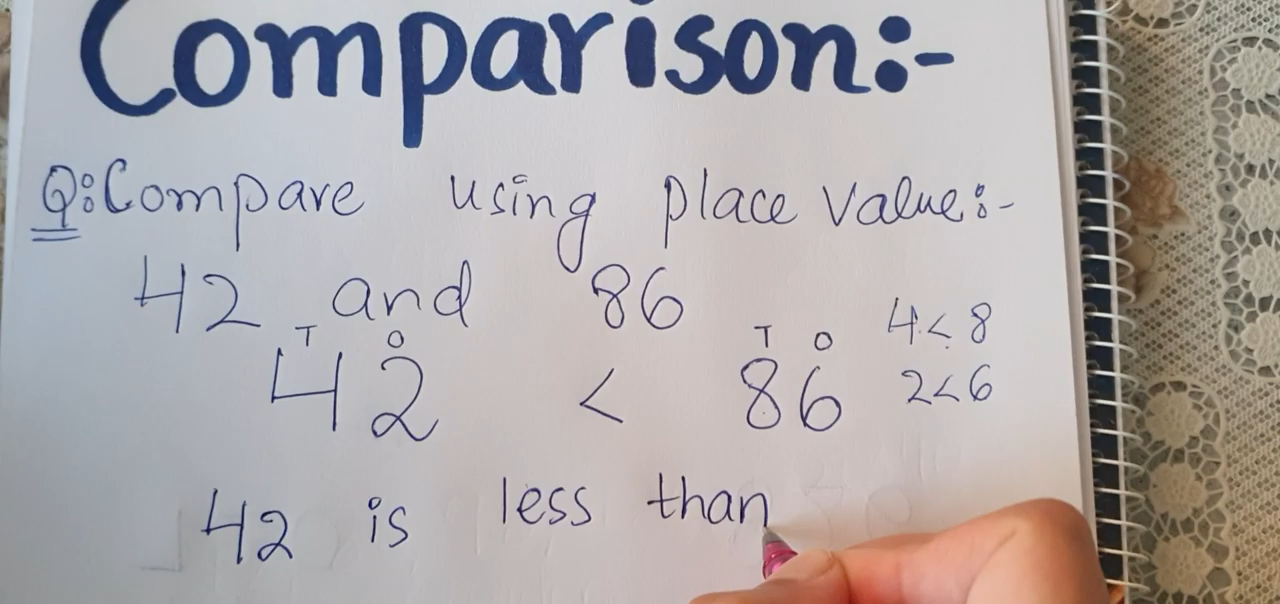 Comparison:-
Q: Compare using place value:-
42 and 86
T O T O 4 < 8
42 < 86 2 < 6
42 is less than